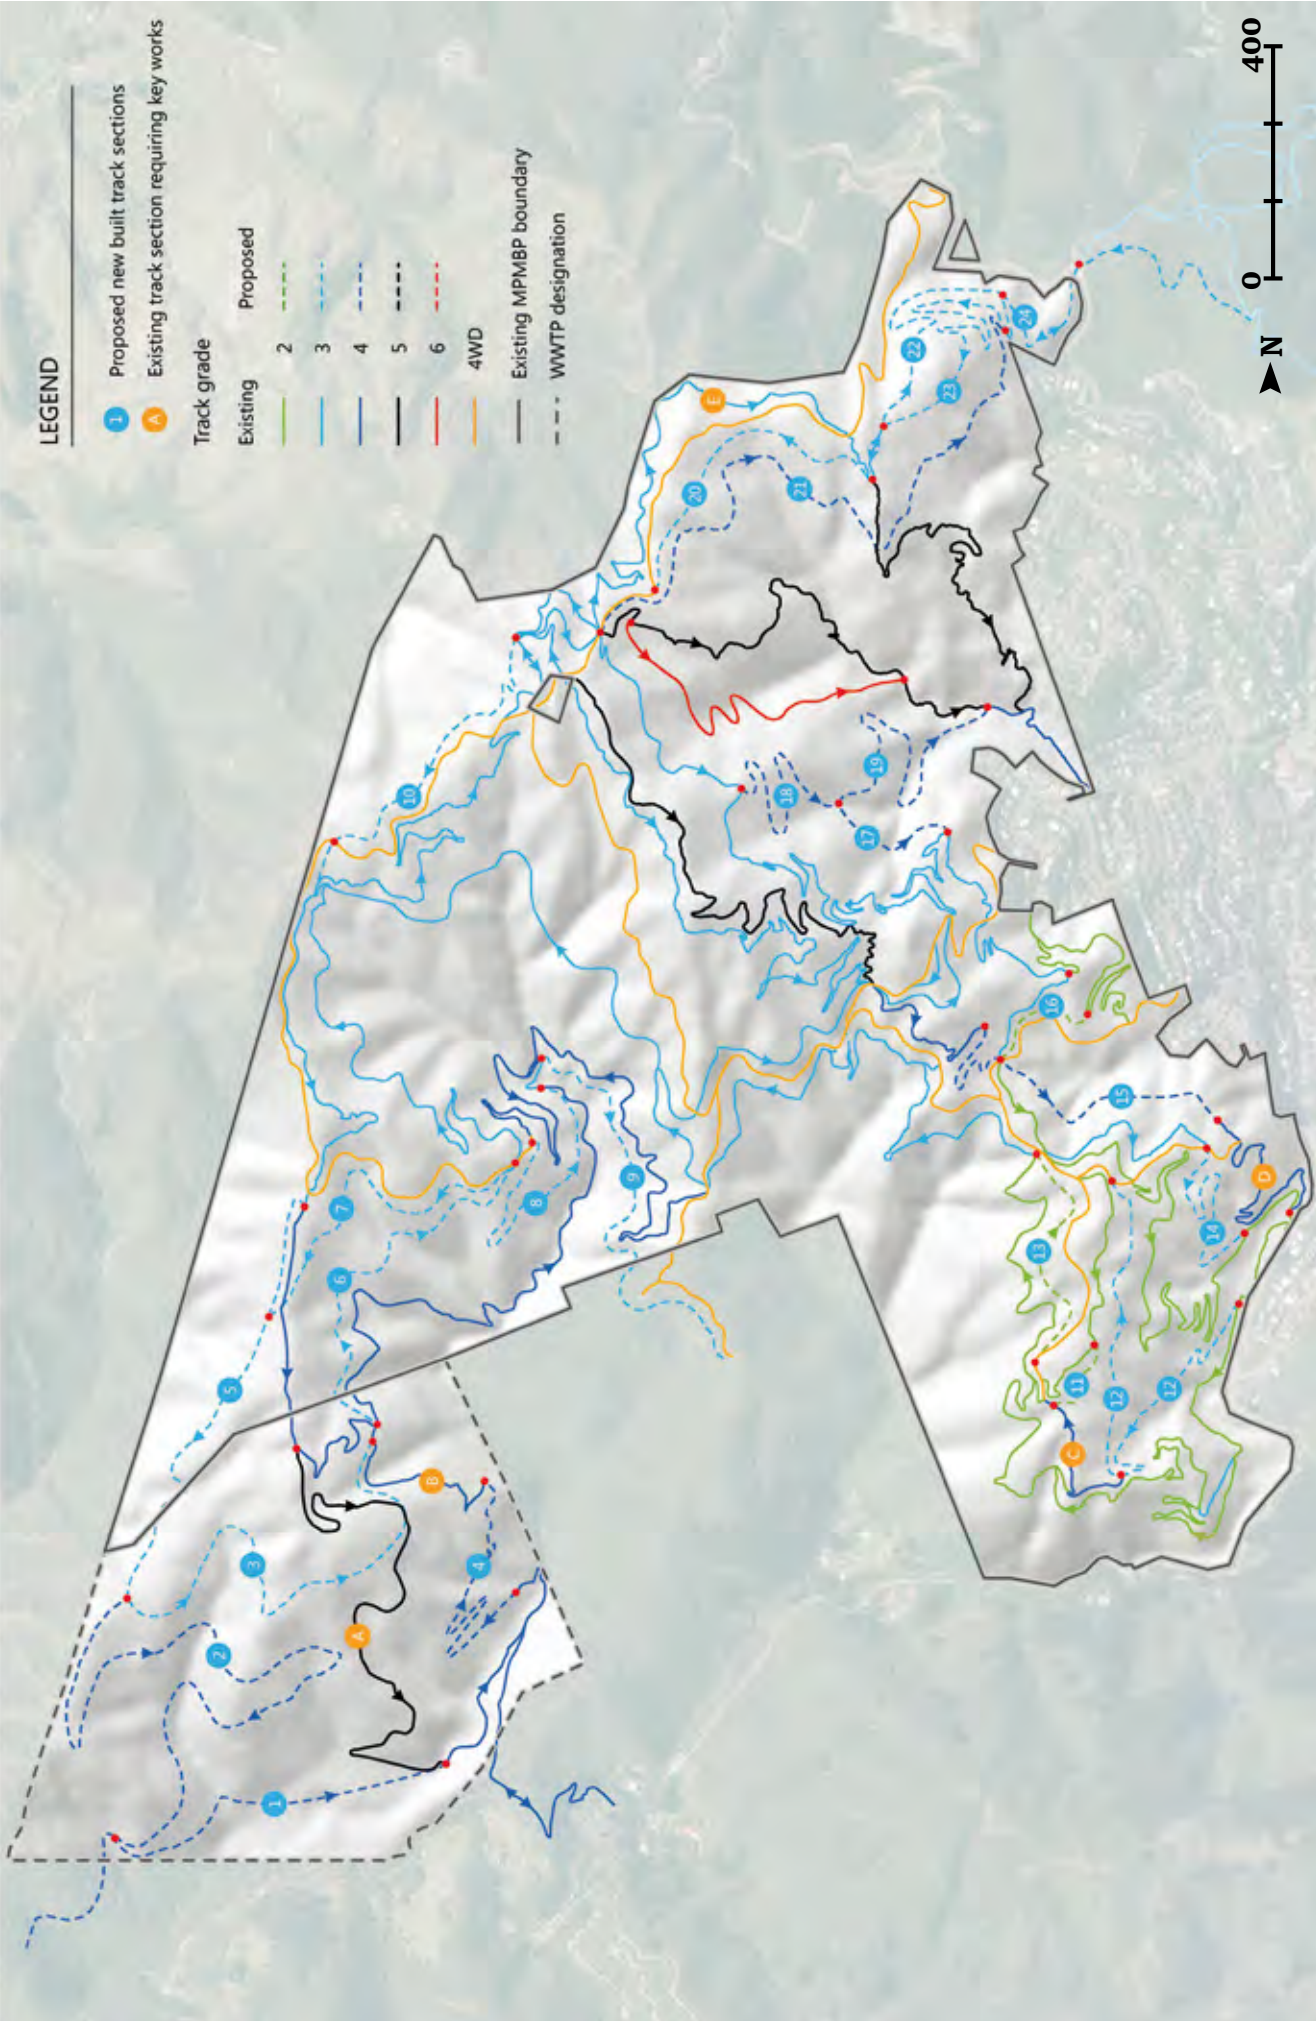 LEGEND
1 Proposed new built track sections
A Existing track section requiring key works
Track grade
Existing Proposed
2
3
4
5
6
4WD
Existing MPMBP boundary
WWTP designation
0 400
N
1
2
3
4
5
6
7
8
9
10
11
12
12
13
14
15
16
17
18
19
20
21
22
23
24
A
B
C
D
E